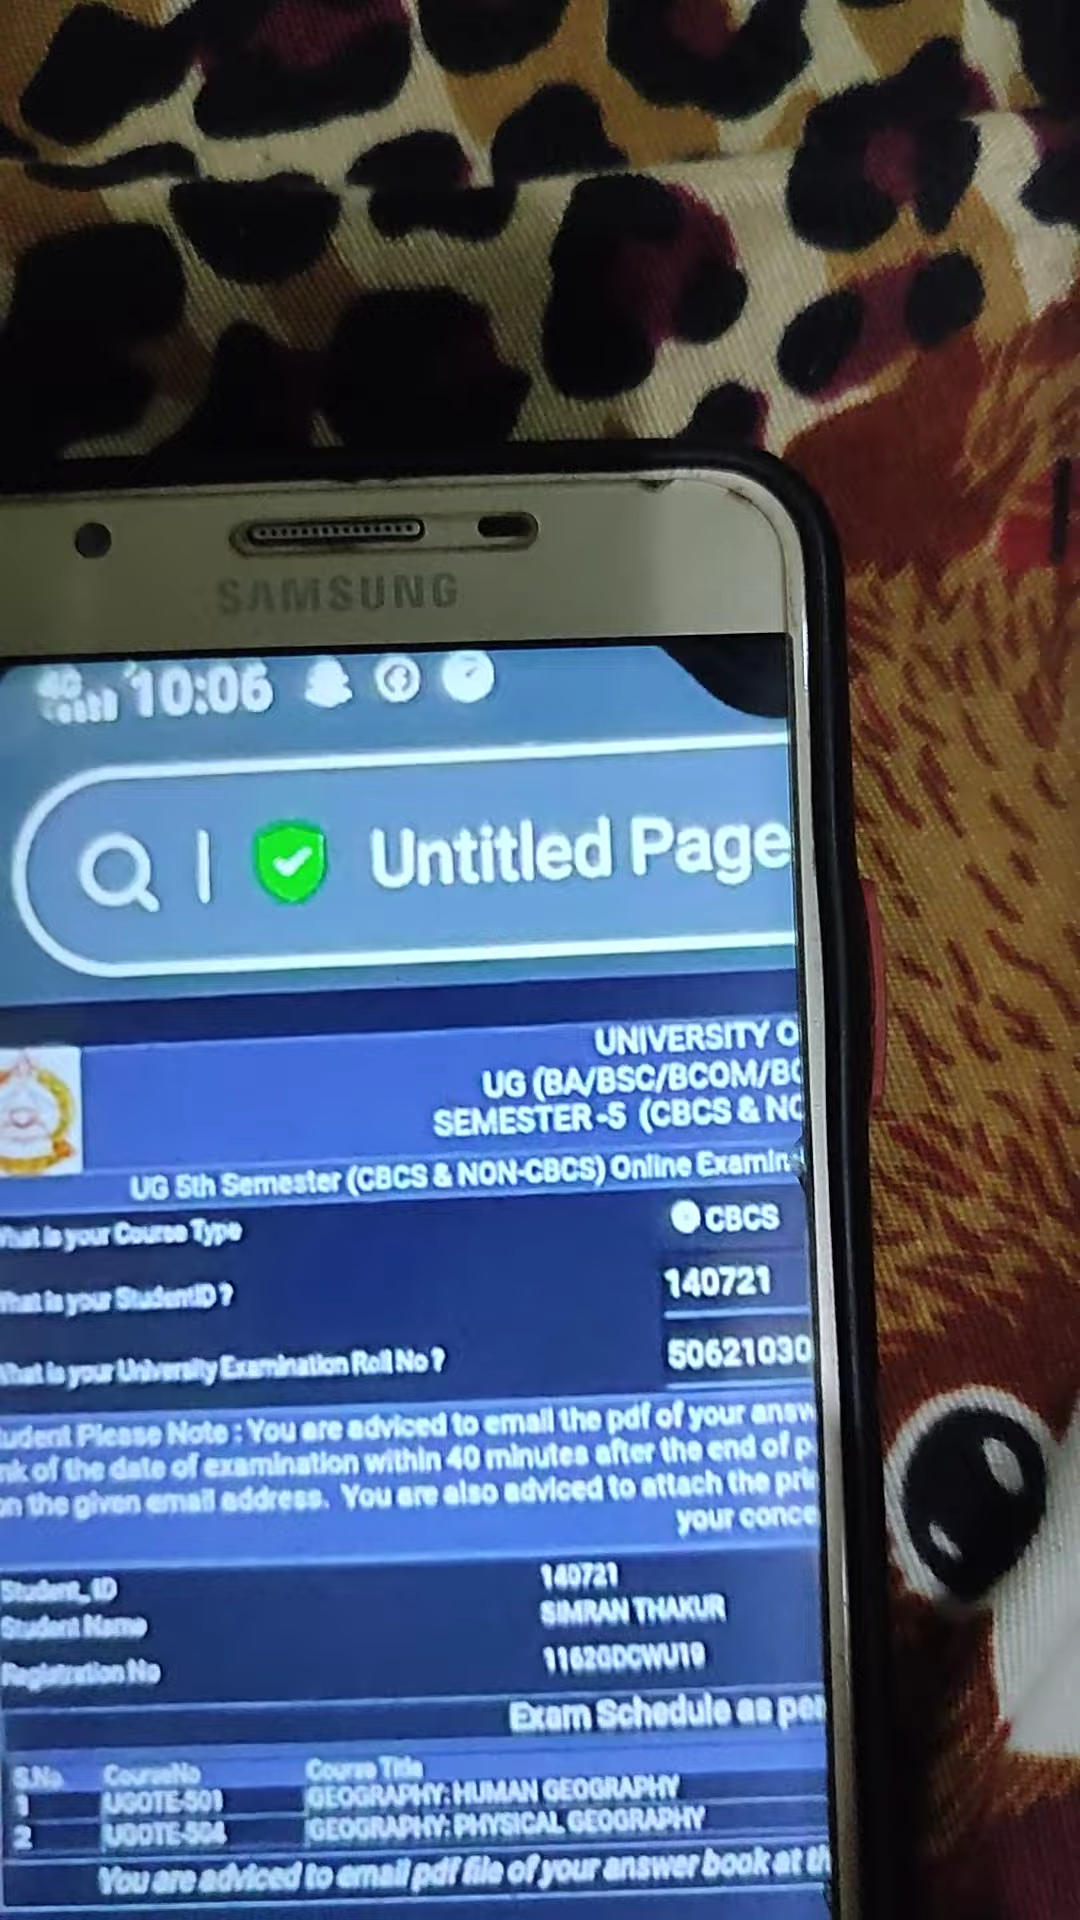 SAMSUNG
4G 10:06
Untitled Page
UNIVERSITY O
UG (BA/BSC/BCOM/BC
SEMESTER-5 (CBCS & NO
UG 5th Semester (CBCS & NON-CBCS) Online Examin
What is your Course Type
CBCS
What is your StudentID ?
140721
What is your University Examination Roll No ?
50621030
udent Please Note : You are adviced to email the pdf of your answ
nk of the date of examination within 40 minutes after the end of p
on the given email address. You are also adviced to attach the pri
your conce
Student_ID 140721
Student Name SIMRAN THAKUR
Registration No 1162GDCWU19
Exam Schedule as per
S.No. CourseNo Course Title
1 UGOTE-501 GEOGRAPHY: HUMAN GEOGRAPHY
2 UGOTE-504 GEOGRAPHY: PHYSICAL GEOGRAPHY
You are adviced to email pdf file of your answer book at th